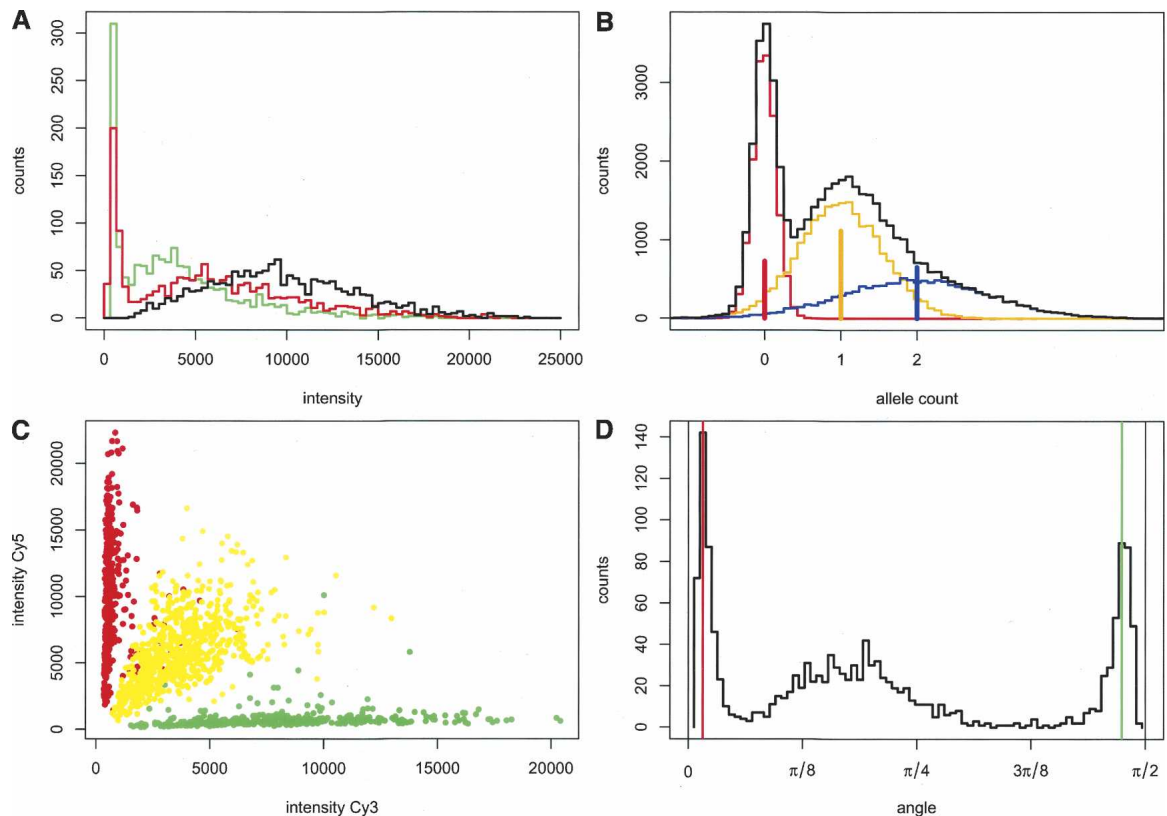 A
counts
300
250
200
150
100
50
0
0 5000 10000 15000 20000 25000
intensity
B
counts
3000
2000
1000
0
0 1 2
allele count
C
intensity Cy5
20000
15000
10000
5000
0
0 5000 10000 15000 20000
intensity Cy3
D
counts
140
120
100
80
60
40
20
0
0 π/8 π/4 3π/8 π/2
angle